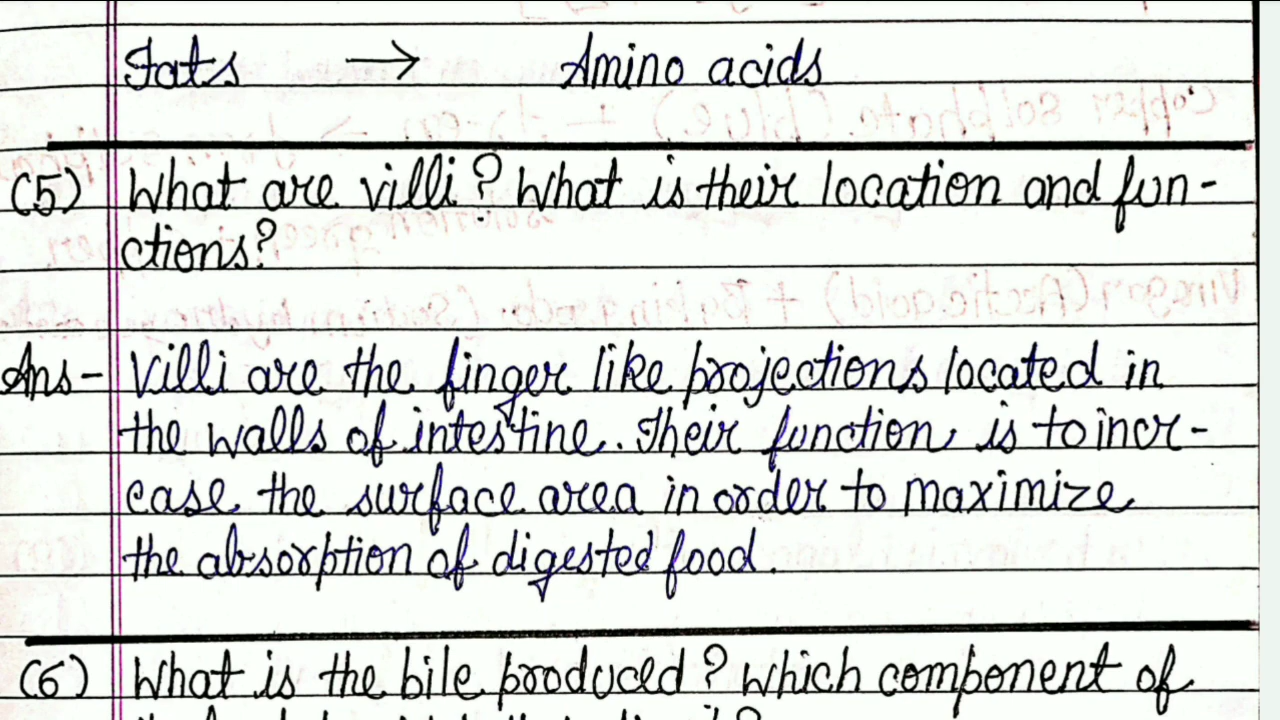 Fats → Amino acids
(5) What are villi? What is their location and fun-
ctions?
Ans- Villi are the finger like projections located in
the walls of intestine. Their function is to incr-
ease the surface area in order to maximize
the absorption of digested food.
(6) What is the bile produced? Which component of